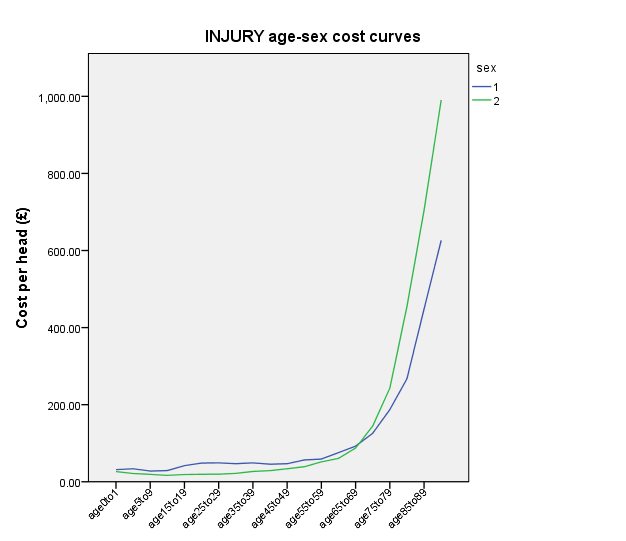 INJURY age-sex cost curves
sex
1
2
Cost per head (£)
1,000.00
800.00
600.00
400.00
200.00
0.00
age0to1
age5to9
age15to19
age25to29
age35to39
age45to49
age55to59
age65to69
age75to79
age85to89